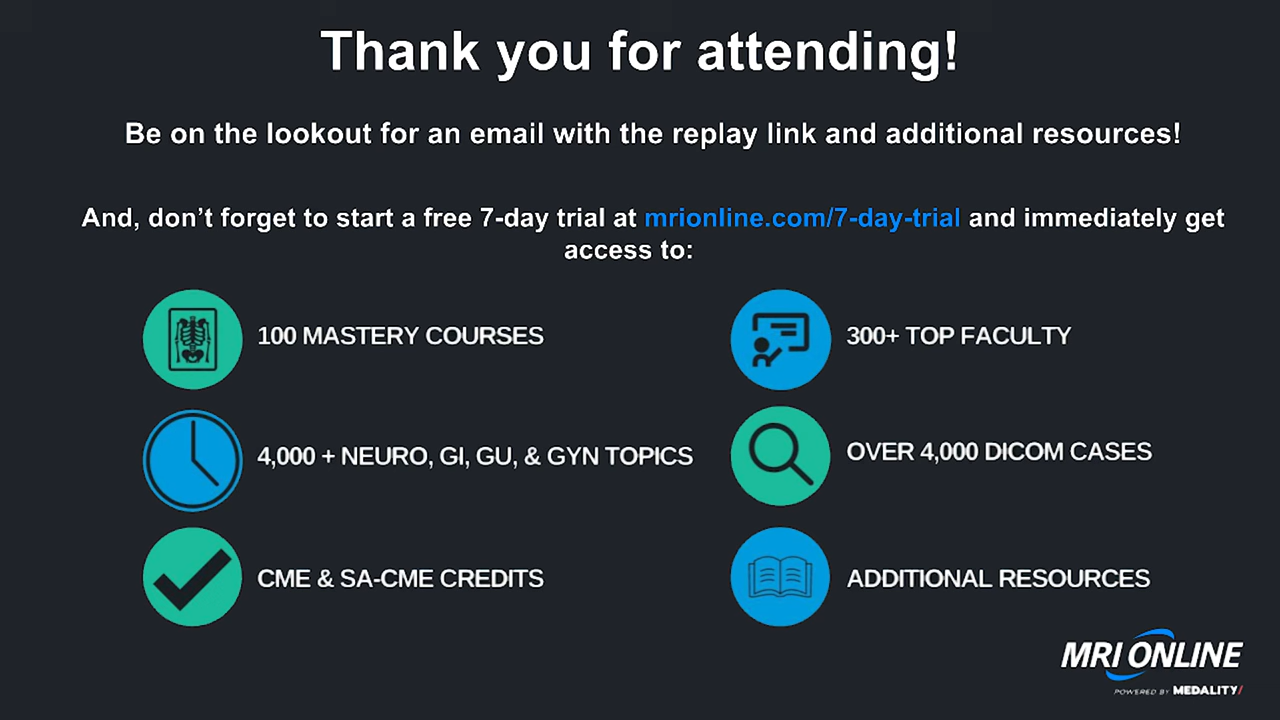 Thank you for attending!
Be on the lookout for an email with the replay link and additional resources!
And, don’t forget to start a free 7-day trial at mrionline.com/7-day-trial and immediately get
access to:
100 MASTERY COURSES
300+ TOP FACULTY
4,000 + NEURO, GI, GU, & GYN TOPICS
OVER 4,000 DICOM CASES
CME & SA-CME CREDITS
ADDITIONAL RESOURCES
MRI ONLINE
POWERED BY MEDALITY/